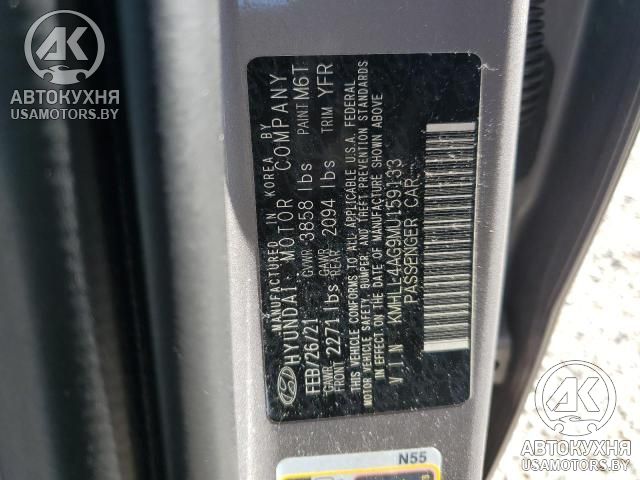 MANUFACTURED IN KOREA BY
HYUNDAI MOTOR COMPANY
FEB/26/21 GVWR 3858 lbs PAINT M6T
GAWR FRONT 2271 lbs GAWR REAR 2094 lbs TRIM YFR
THIS VEHICLE CONFORMS TO ALL APPLICABLE U.S.A. FEDERAL
MOTOR VEHICLE SAFETY, BUMPER, AND THEFT PREVENTION STANDARDS
IN EFFECT ON THE DATE OF MANUFACTURE SHOWN ABOVE
VIN KMHLL4AG9MU159133
PASSENGER CAR
N55
АК
АВТОКУХНЯ
USAMOTORS.BY
АК
АВТОКУХНЯ
USAMOTORS.BY